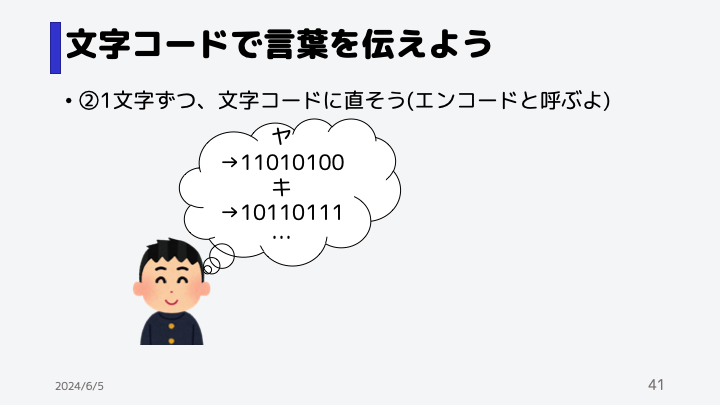 文字コードで言葉を伝えよう
• ②1文字ずつ、文字コードに直そう(エンコードと呼ぶよ)
ヤ
→11010100
キ
→10110111
…
2024/6/5
41